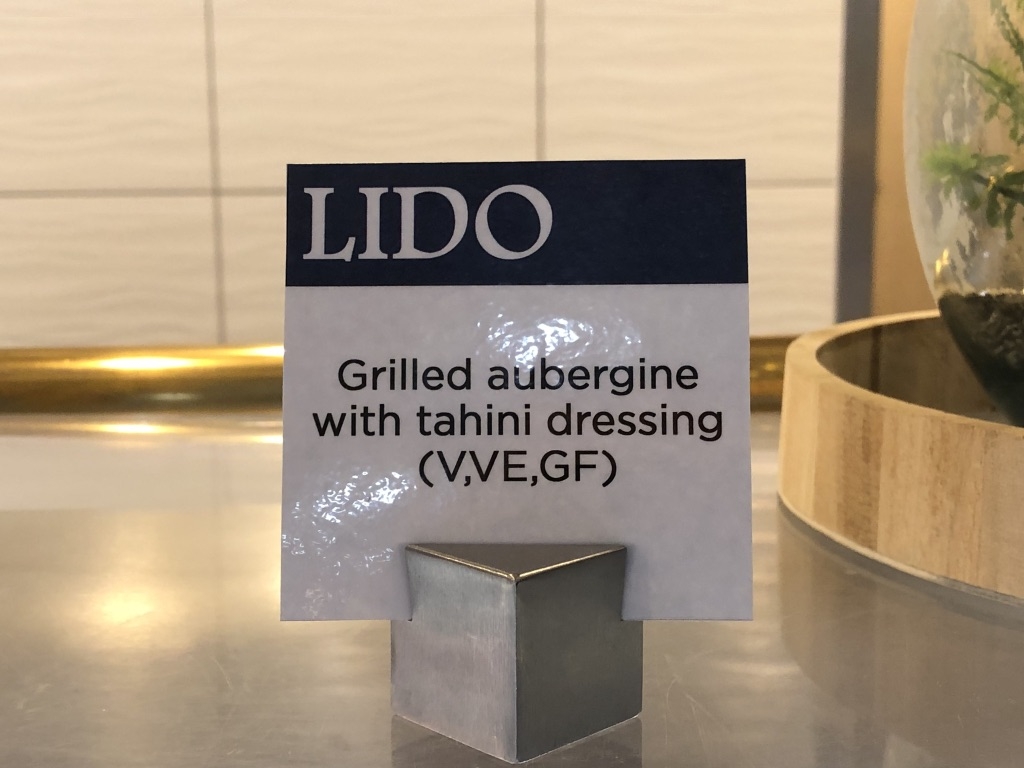 LIDO
Grilled aubergine
with tahini dressing
(V,VE,GF)